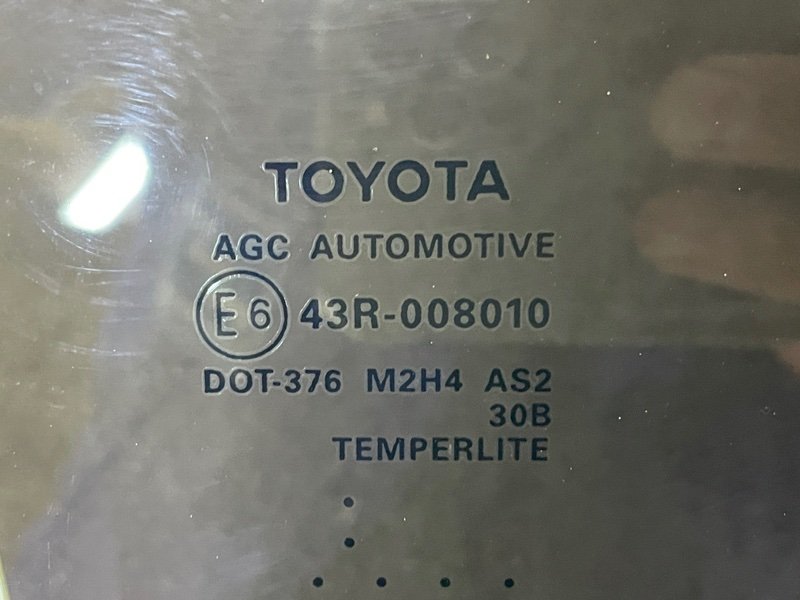 TOYOTA
AGC AUTOMOTIVE
E6 43R-008010
DOT-376 M2H4 AS2
30B
TEMPERLITE